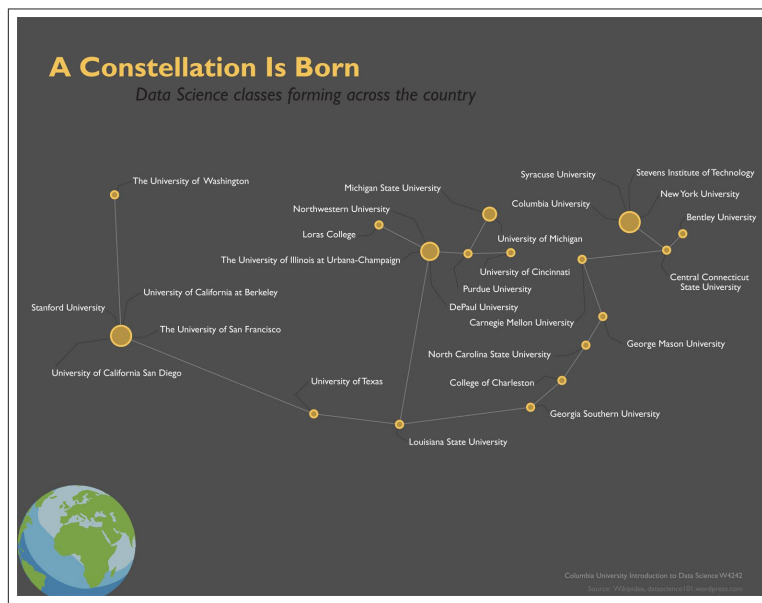 A Constellation Is Born
Data Science classes forming across the country
Syracuse University
Stevens Institute of Technology
The University of Washington
Michigan State University
New York University
Northwestern University
Columbia University
Bentley University
Loras College
University of Michigan
The University of Illinois at Urbana-Champaign
University of Cincinnati
Central Connecticut
State University
Purdue University
University of California at Berkeley
Stanford University
DePaul University
Carnegie Mellon University
The University of San Francisco
George Mason University
North Carolina State University
University of California San Diego
University of Texas
College of Charleston
Georgia Southern University
Louisiana State University
Columbia University Introduction to Data Science W4242
Source: Wikipidea, datascience101.wordpress.com